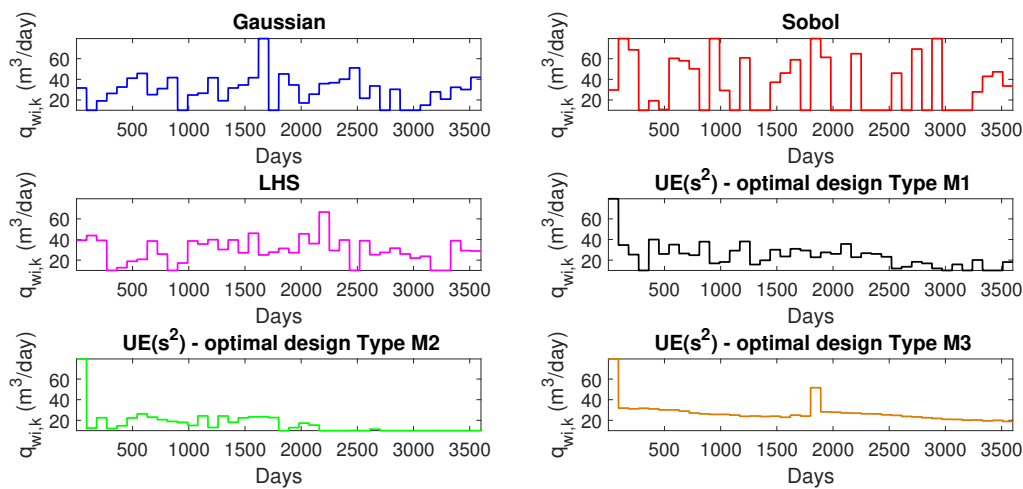 Gaussian
q_wi,k (m^3/day)
60
40
20
500 1000 1500 2000 2500 3000 3500
Days
Sobol
q_wi,k (m^3/day)
60
40
20
500 1000 1500 2000 2500 3000 3500
Days
LHS
q_wi,k (m^3/day)
60
40
20
500 1000 1500 2000 2500 3000 3500
Days
UE(s^2) - optimal design Type M1
q_wi,k (m^3/day)
60
40
20
500 1000 1500 2000 2500 3000 3500
Days
UE(s^2) - optimal design Type M2
q_wi,k (m^3/day)
60
40
20
500 1000 1500 2000 2500 3000 3500
Days
UE(s^2) - optimal design Type M3
q_wi,k (m^3/day)
60
40
20
500 1000 1500 2000 2500 3000 3500
Days